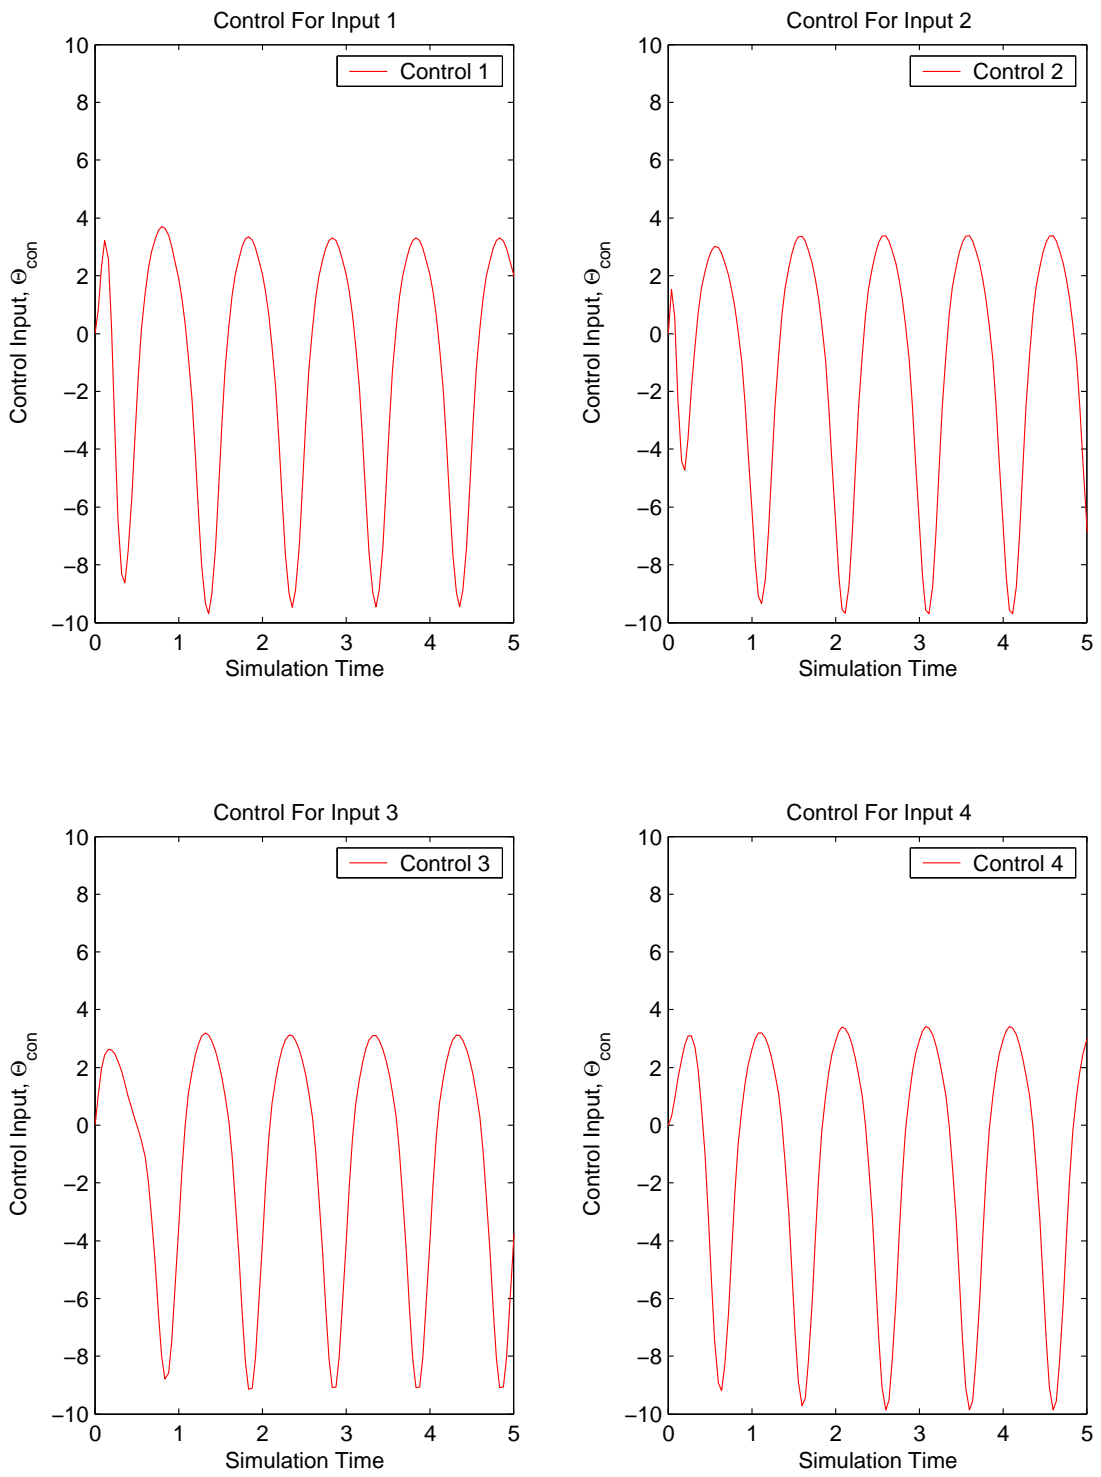 Control For Input 1
Control 1
10
8
6
4
2
0
−2
−4
−6
−8
−10
Control Input, Θcon
0 1 2 3 4 5
Simulation Time
Control For Input 2
Control 2
10
8
6
4
2
0
−2
−4
−6
−8
−10
Control Input, Θcon
0 1 2 3 4 5
Simulation Time
Control For Input 3
Control 3
10
8
6
4
2
0
−2
−4
−6
−8
−10
Control Input, Θcon
0 1 2 3 4 5
Simulation Time
Control For Input 4
Control 4
10
8
6
4
2
0
−2
−4
−6
−8
−10
Control Input, Θcon
0 1 2 3 4 5
Simulation Time